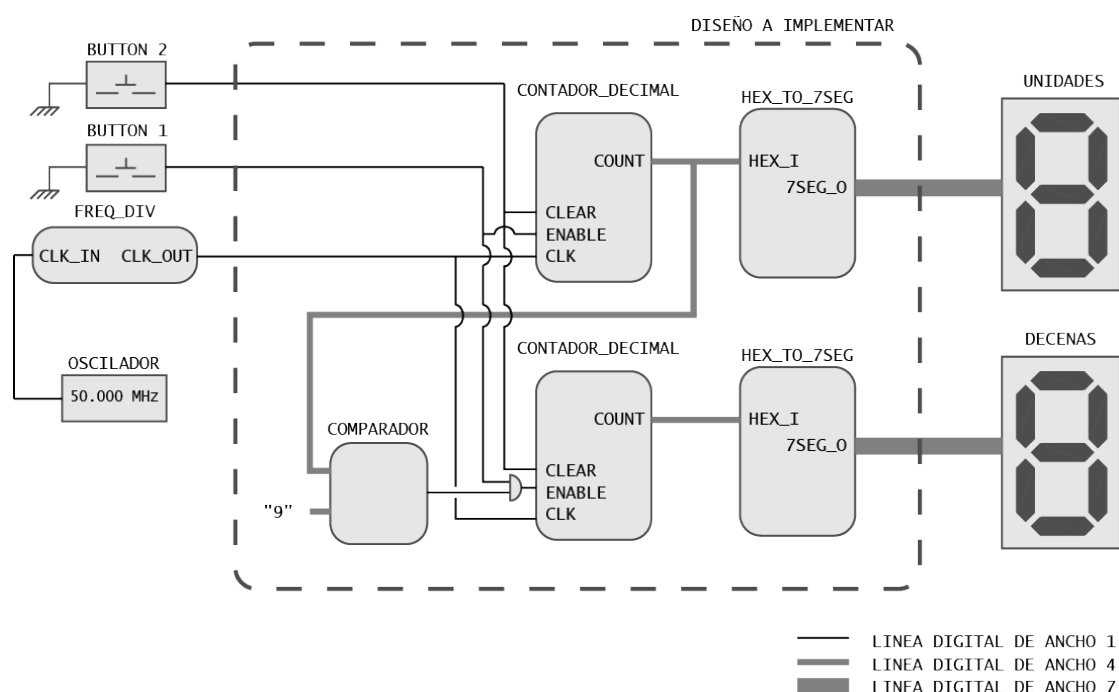 DISEÑO A IMPLEMENTAR
BUTTON 2
BUTTON 1
FREQ_DIV
CLK_IN CLK_OUT
OSCILADOR
50.000 MHz
CONTADOR_DECIMAL
COUNT
CLEAR
ENABLE
CLK
HEX_TO_7SEG
HEX_I
7SEG_O
UNIDADES
COMPARADOR
"9"
CONTADOR_DECIMAL
COUNT
CLEAR
ENABLE
CLK
HEX_TO_7SEG
HEX_I
7SEG_O
DECENAS
LINEA DIGITAL DE ANCHO 1
LINEA DIGITAL DE ANCHO 4
LINEA DIGITAL DE ANCHO 7